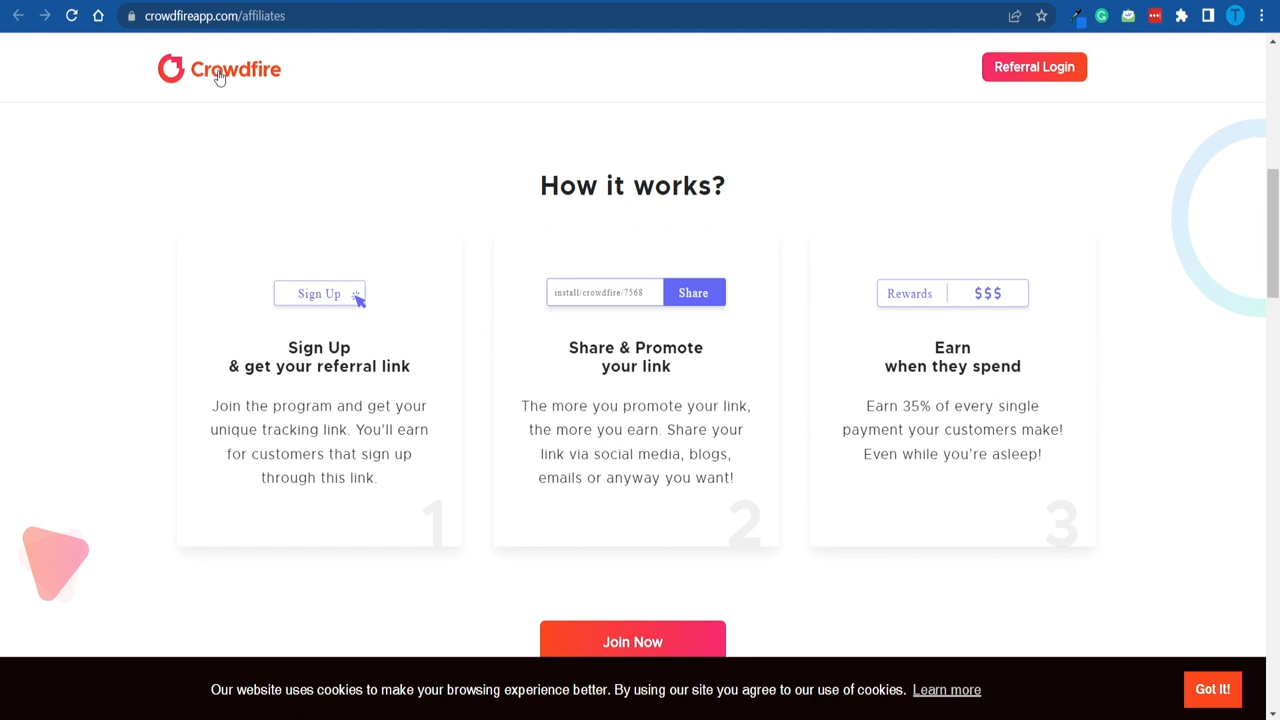 crowdfireapp.com/affiliates
T
Crowdfire
Referral Login
How it works?
Sign Up
Sign Up
& get your referral link
Join the program and get your
unique tracking link. You'll earn
for customers that sign up
through this link.
1
install/crowdfire/7568
Share
Share & Promote
your link
The more you promote your link,
the more you earn. Share your
link via social media, blogs,
emails or anyway you want!
2
Rewards
$$$
Earn
when they spend
Earn 35% of every single
payment your customers make!
Even while you're asleep!
3
Join Now
Our website uses cookies to make your browsing experience better. By using our site you agree to our use of cookies. Learn more
Got It!